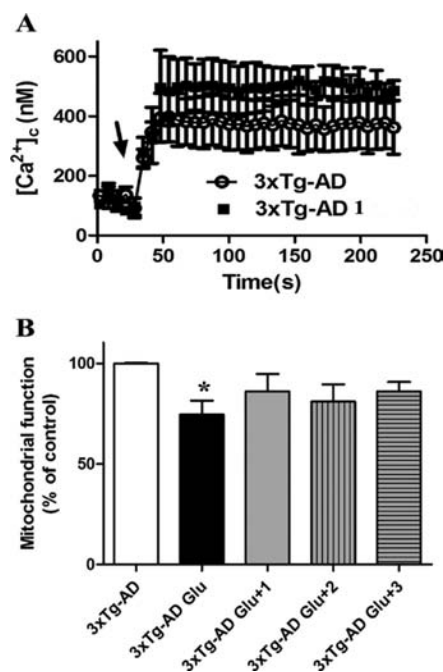 A
[Ca²⁺]c (nM)
600
400
200
0
0 50 100 150 200 250
Time(s)
3xTg-AD
3xTg-AD 1
B
Mitochondrial function
(% of control)
100
50
0
*
3xTg-AD
3xTg-AD Glu
3xTg-AD Glu+1
3xTg-AD Glu+2
3xTg-AD Glu+3